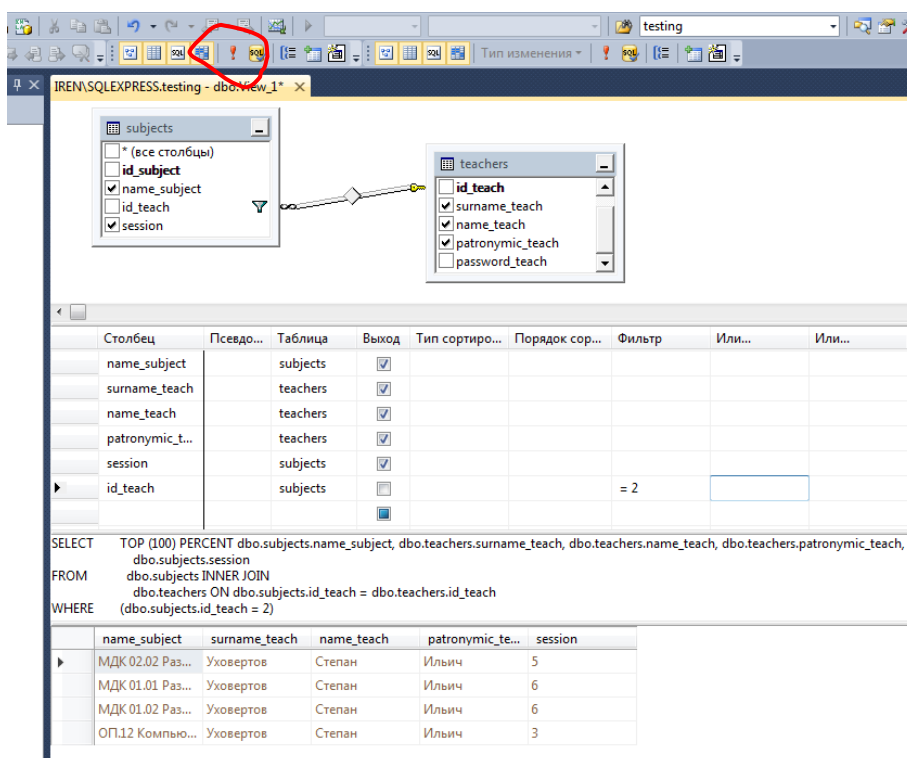 testing
SQL SQL SQL Тип изменения SQL
IREN\SQLEXPRESS.testing - dbo.View_1*
subjects
* (все столбцы)
id_subject
name_subject
id_teach
session
teachers
id_teach
surname_teach
name_teach
patronymic_teach
password_teach
Столбец Псевдо... Таблица Выход Тип сортиро... Порядок сор... Фильтр Или... Или...
name_subject subjects
surname_teach teachers
name_teach teachers
patronymic_t... teachers
session subjects
id_teach subjects = 2
SELECT TOP (100) PERCENT dbo.subjects.name_subject, dbo.teachers.surname_teach, dbo.teachers.name_teach, dbo.teachers.patronymic_teach,
dbo.subjects.session
FROM dbo.subjects INNER JOIN
dbo.teachers ON dbo.subjects.id_teach = dbo.teachers.id_teach
WHERE (dbo.subjects.id_teach = 2)
name_subject surname_teach name_teach patronymic_te... session
МДК 02.02 Раз... Уховертов Степан Ильич 5
МДК 01.01 Раз... Уховертов Степан Ильич 6
МДК 01.02 Раз... Уховертов Степан Ильич 6
ОП.12 Компью... Уховертов Степан Ильич 3